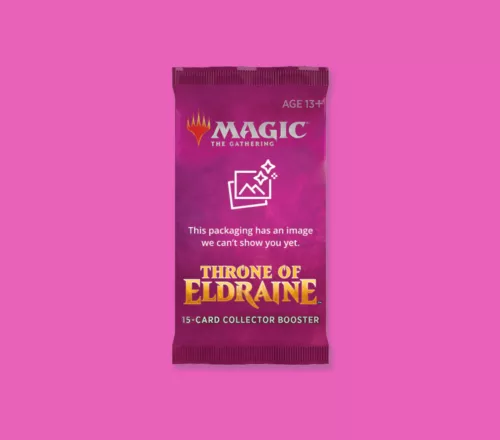 AGE 13+
MAGIC
THE GATHERING
This packaging has an image
we can't show you yet.
THRONE OF
ELDRAINE
15-CARD COLLECTOR BOOSTER